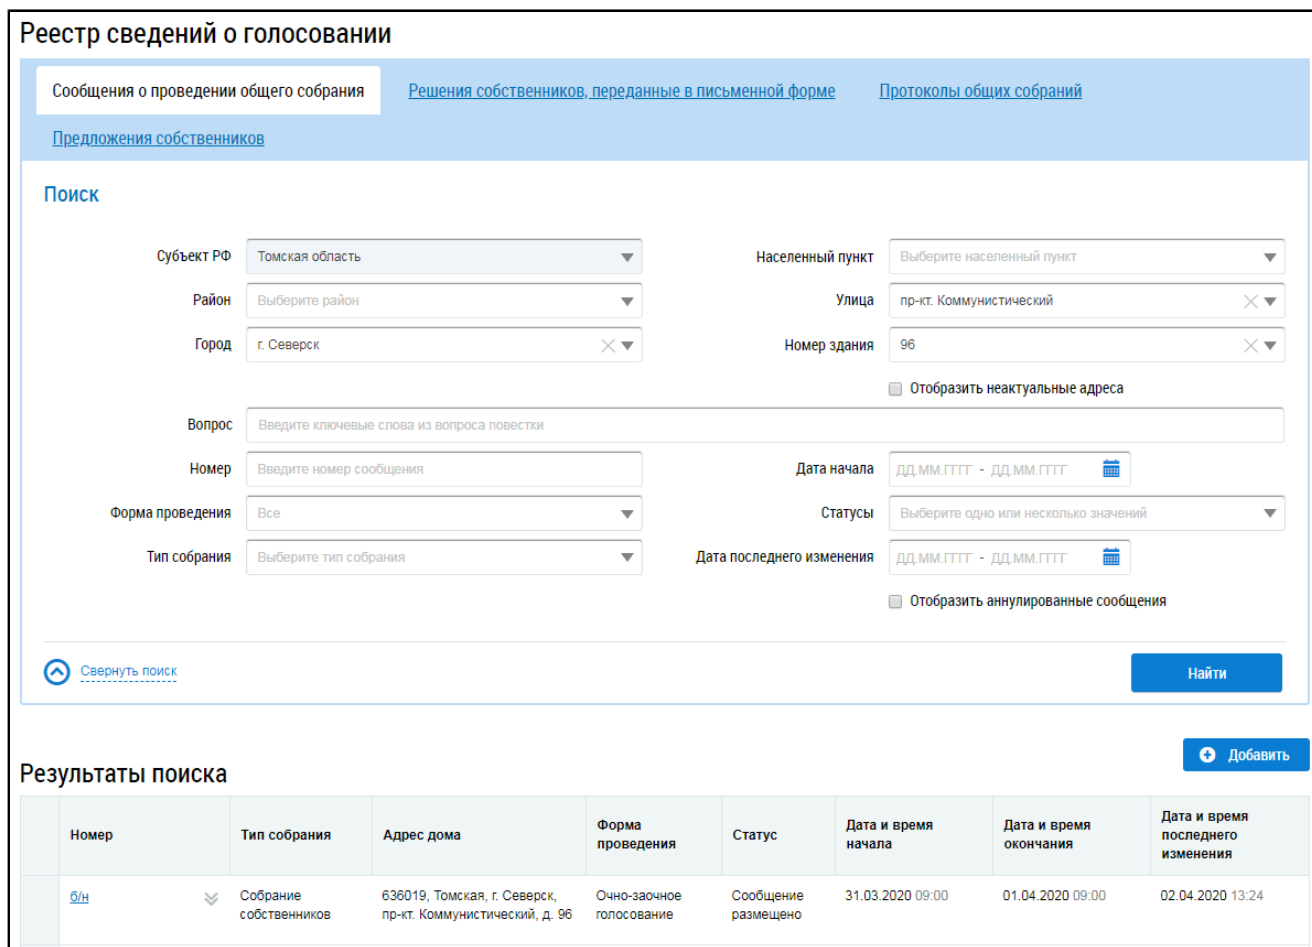 Реестр сведений о голосовании
Сообщения о проведении общего собрания
Решения собственников, переданные в письменной форме
Протоколы общих собраний
Предложения собственников
Поиск
Субъект РФ
Томская область
Населенный пункт
Выберите населенный пункт
Район
Выберите район
Улица
пр-кт. Коммунистический
Город
г. Северск
Номер здания
96
Отобразить неактуальные адреса
Вопрос
Введите ключевые слова из вопроса повестки
Номер
Введите номер сообщения
Дата начала
ДД.ММ.ГГГГ - ДД.ММ.ГГГГ
Форма проведения
Все
Статусы
Выберите одно или несколько значений
Тип собрания
Выберите тип собрания
Дата последнего изменения
ДД.ММ.ГГГГ - ДД.ММ.ГГГГ
Отобразить аннулированные сообщения
Свернуть поиск
Найти
Добавить
Результаты поиска
Номер
Тип собрания
Адрес дома
Форма
проведения
Статус
Дата и время
начала
Дата и время
окончания
Дата и время
последнего
изменения
б/н
Собрание
собственников
636019, Томская, г. Северск,
пр-кт. Коммунистический, д. 96
Очно-заочное
голосование
Сообщение
размещено
31.03.2020 09:00
01.04.2020 09:00
02.04.2020 13:24